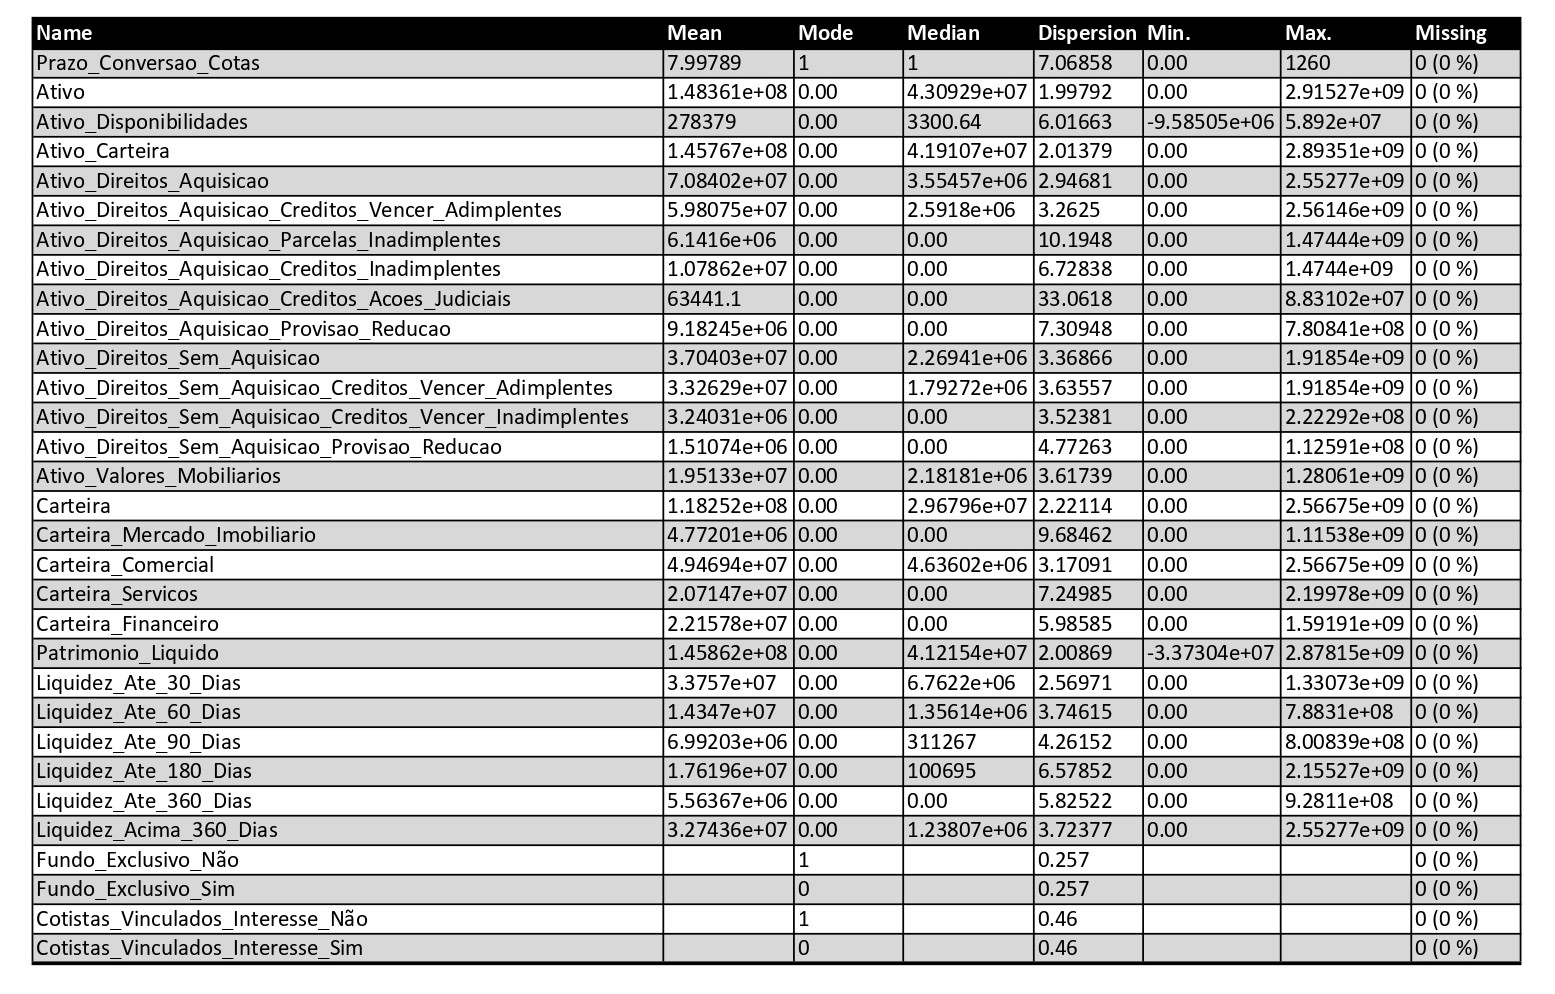 Name Mean Mode Median Dispersion Min. Max. Missing
Prazo_Conversao_Cotas 7.99789 1 1 7.06858 0.00 1260 0 (0 %)
Ativo 1.48361e+08 0.00 4.30929e+07 1.99792 0.00 2.91527e+09 0 (0 %)
Ativo_Disponibilidades 278379 0.00 3300.64 6.01663 -9.58505e+06 5.892e+07 0 (0 %)
Ativo_Carteira 1.45767e+08 0.00 4.19107e+07 2.01379 0.00 2.89351e+09 0 (0 %)
Ativo_Direitos_Aquisicao 7.08402e+07 0.00 3.55457e+06 2.94681 0.00 2.55277e+09 0 (0 %)
Ativo_Direitos_Aquisicao_Creditos_Vencer_Adimplentes 5.98075e+07 0.00 2.5918e+06 3.2625 0.00 2.56146e+09 0 (0 %)
Ativo_Direitos_Aquisicao_Parcelas_Inadimplentes 6.1416e+06 0.00 0.00 10.1948 0.00 1.47444e+09 0 (0 %)
Ativo_Direitos_Aquisicao_Creditos_Inadimplentes 1.07862e+07 0.00 0.00 6.72838 0.00 1.4744e+09 0 (0 %)
Ativo_Direitos_Aquisicao_Creditos_Acoes_Judiciais 63441.1 0.00 0.00 33.0618 0.00 8.83102e+07 0 (0 %)
Ativo_Direitos_Aquisicao_Provisao_Reducao 9.18245e+06 0.00 0.00 7.30948 0.00 7.80841e+08 0 (0 %)
Ativo_Direitos_Sem_Aquisicao 3.70403e+07 0.00 2.26941e+06 3.36866 0.00 1.91854e+09 0 (0 %)
Ativo_Direitos_Sem_Aquisicao_Creditos_Vencer_Adimplentes 3.32629e+07 0.00 1.79272e+06 3.63557 0.00 1.91854e+09 0 (0 %)
Ativo_Direitos_Sem_Aquisicao_Creditos_Vencer_Inadimplentes 3.24031e+06 0.00 0.00 3.52381 0.00 2.22292e+08 0 (0 %)
Ativo_Direitos_Sem_Aquisicao_Provisao_Reducao 1.51074e+06 0.00 0.00 4.77263 0.00 1.12591e+08 0 (0 %)
Ativo_Valores_Mobiliarios 1.95133e+07 0.00 2.18181e+06 3.61739 0.00 1.28061e+09 0 (0 %)
Carteira 1.18252e+08 0.00 2.96796e+07 2.22114 0.00 2.56675e+09 0 (0 %)
Carteira_Mercado_Imobiliario 4.77201e+06 0.00 0.00 9.68462 0.00 1.11538e+09 0 (0 %)
Carteira_Comercial 4.94694e+07 0.00 4.63602e+06 3.17091 0.00 2.56675e+09 0 (0 %)
Carteira_Servicos 2.07147e+07 0.00 0.00 7.24985 0.00 2.19978e+09 0 (0 %)
Carteira_Financeiro 2.21578e+07 0.00 0.00 5.98585 0.00 1.59191e+09 0 (0 %)
Patrimonio_Liquido 1.45862e+08 0.00 4.12154e+07 2.00869 -3.37304e+07 2.87815e+09 0 (0 %)
Liquidez_Ate_30_Dias 3.3757e+07 0.00 6.7622e+06 2.56971 0.00 1.33073e+09 0 (0 %)
Liquidez_Ate_60_Dias 1.4347e+07 0.00 1.35614e+06 3.74615 0.00 7.8831e+08 0 (0 %)
Liquidez_Ate_90_Dias 6.99203e+06 0.00 311267 4.26152 0.00 8.00839e+08 0 (0 %)
Liquidez_Ate_180_Dias 1.76196e+07 0.00 100695 6.57852 0.00 2.15527e+09 0 (0 %)
Liquidez_Ate_360_Dias 5.56367e+06 0.00 0.00 5.82522 0.00 9.2811e+08 0 (0 %)
Liquidez_Acima_360_Dias 3.27436e+07 0.00 1.23807e+06 3.72377 0.00 2.55277e+09 0 (0 %)
Fundo_Exclusivo_Não 1 0.257 0 (0 %)
Fundo_Exclusivo_Sim 0 0.257 0 (0 %)
Cotistas_Vinculados_Interesse_Não 1 0.46 0 (0 %)
Cotistas_Vinculados_Interesse_Sim 0 0.46 0 (0 %)